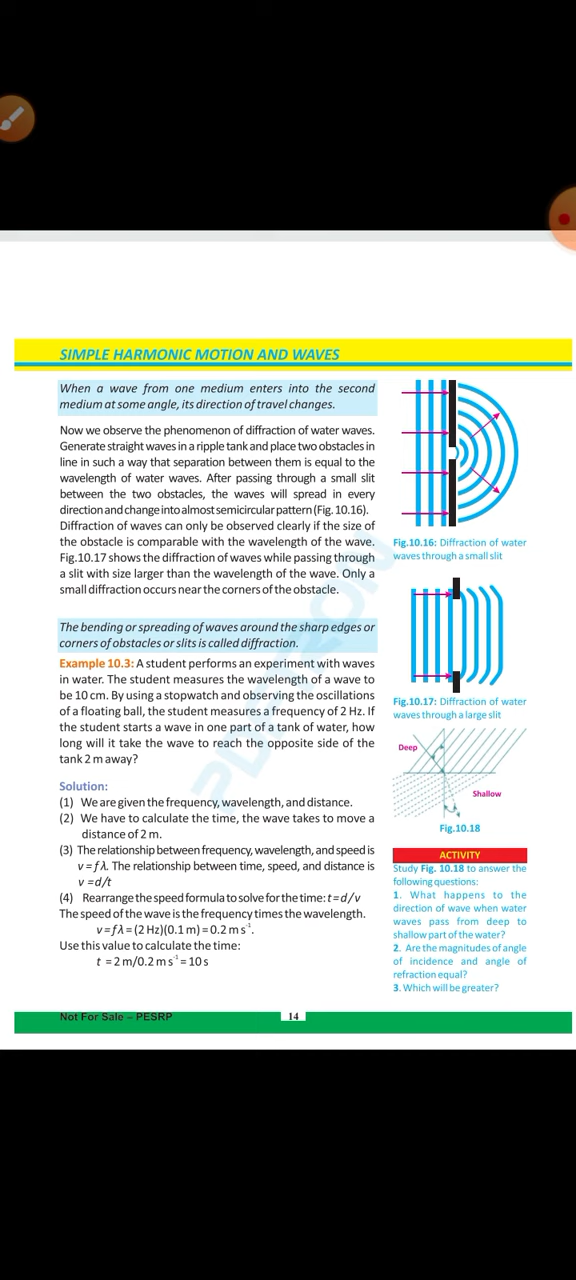 SIMPLE HARMONIC MOTION AND WAVES
When a wave from one medium enters into the second
medium at some angle, its direction of travel changes.
Now we observe the phenomenon of diffraction of water waves.
Generate straight waves in a ripple tank and place two obstacles in
line in such a way that separation between them is equal to the
wavelength of water waves. After passing through a small slit
between the two obstacles, the waves will spread in every
direction and change into almost semicircular pattern (Fig. 10.16).
Diffraction of waves can only be observed clearly if the size of
the obstacle is comparable with the wavelength of the wave.
Fig.10.17 shows the diffraction of waves while passing through
a slit with size larger than the wavelength of the wave. Only a
small diffraction occurs near the corners of the obstacle.
The bending or spreading of waves around the sharp edges or
corners of obstacles or slits is called diffraction.
Example 10.3: A student performs an experiment with waves
in water. The student measures the wavelength of a wave to
be 10 cm. By using a stopwatch and observing the oscillations
of a floating ball, the student measures a frequency of 2 Hz. If
the student starts a wave in one part of a tank of water, how
long will it take the wave to reach the opposite side of the
tank 2 m away?
Solution:
(1) We are given the frequency, wavelength, and distance.
(2) We have to calculate the time, the wave takes to move a
distance of 2 m.
(3) The relationship between frequency, wavelength, and speed is
v = f λ. The relationship between time, speed, and distance is
v = d/t
(4) Rearrange the speed formula to solve for the time: t = d / v
The speed of the wave is the frequency times the wavelength.
v = f λ = (2 Hz)(0.1 m) = 0.2 m s⁻¹.
Use this value to calculate the time:
t = 2 m/0.2 m s⁻¹ = 10 s
Fig.10.16: Diffraction of water
waves through a small slit
Fig.10.17: Diffraction of water
waves through a large slit
Deep
Shallow
Fig.10.18
ACTIVITY
Study Fig. 10.18 to answer the
following questions:
1. What happens to the
direction of wave when water
waves pass from deep to
shallow part of the water?
2. Are the magnitudes of angle
of incidence and angle of
refraction equal?
3. Which will be greater?
Not For Sale – PESRP
14
PDFTRON